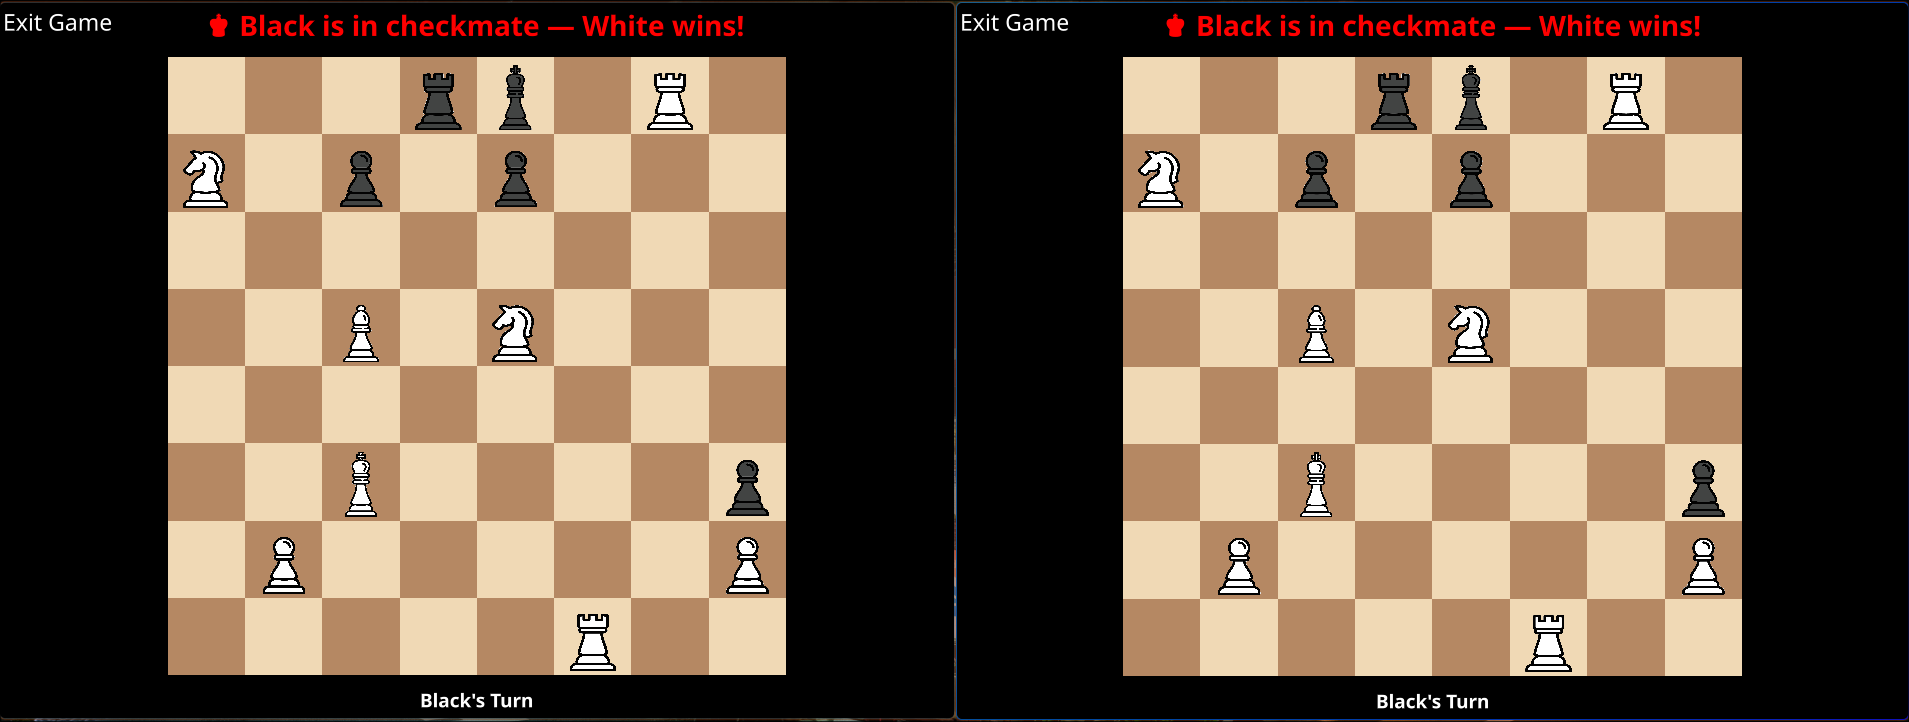 Exit Game
♚ Black is in checkmate — White wins!
Black's Turn
Exit Game
♚ Black is in checkmate — White wins!
Black's Turn